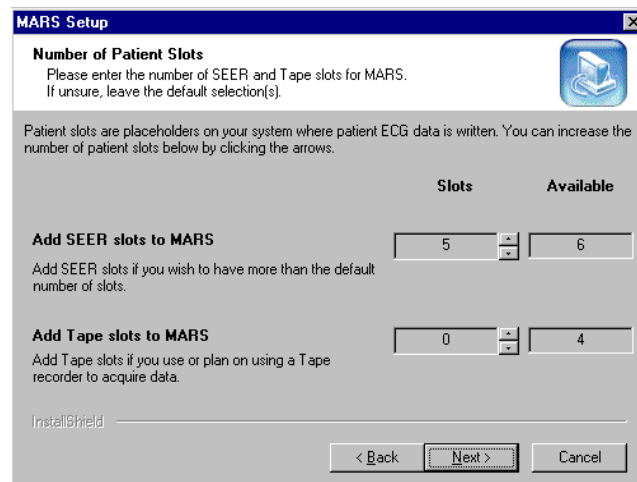 MARS Setup
Number of Patient Slots
Please enter the number of SEER and Tape slots for MARS.
If unsure, leave the default selection(s).
Patient slots are placeholders on your system where patient ECG data is written. You can increase the
number of patient slots below by clicking the arrows.
Slots Available
Add SEER slots to MARS 5 6
Add SEER slots if you wish to have more than the default
number of slots.
Add Tape slots to MARS 0 4
Add Tape slots if you use or plan on using a Tape
recorder to acquire data.
InstallShield
< Back Next > Cancel